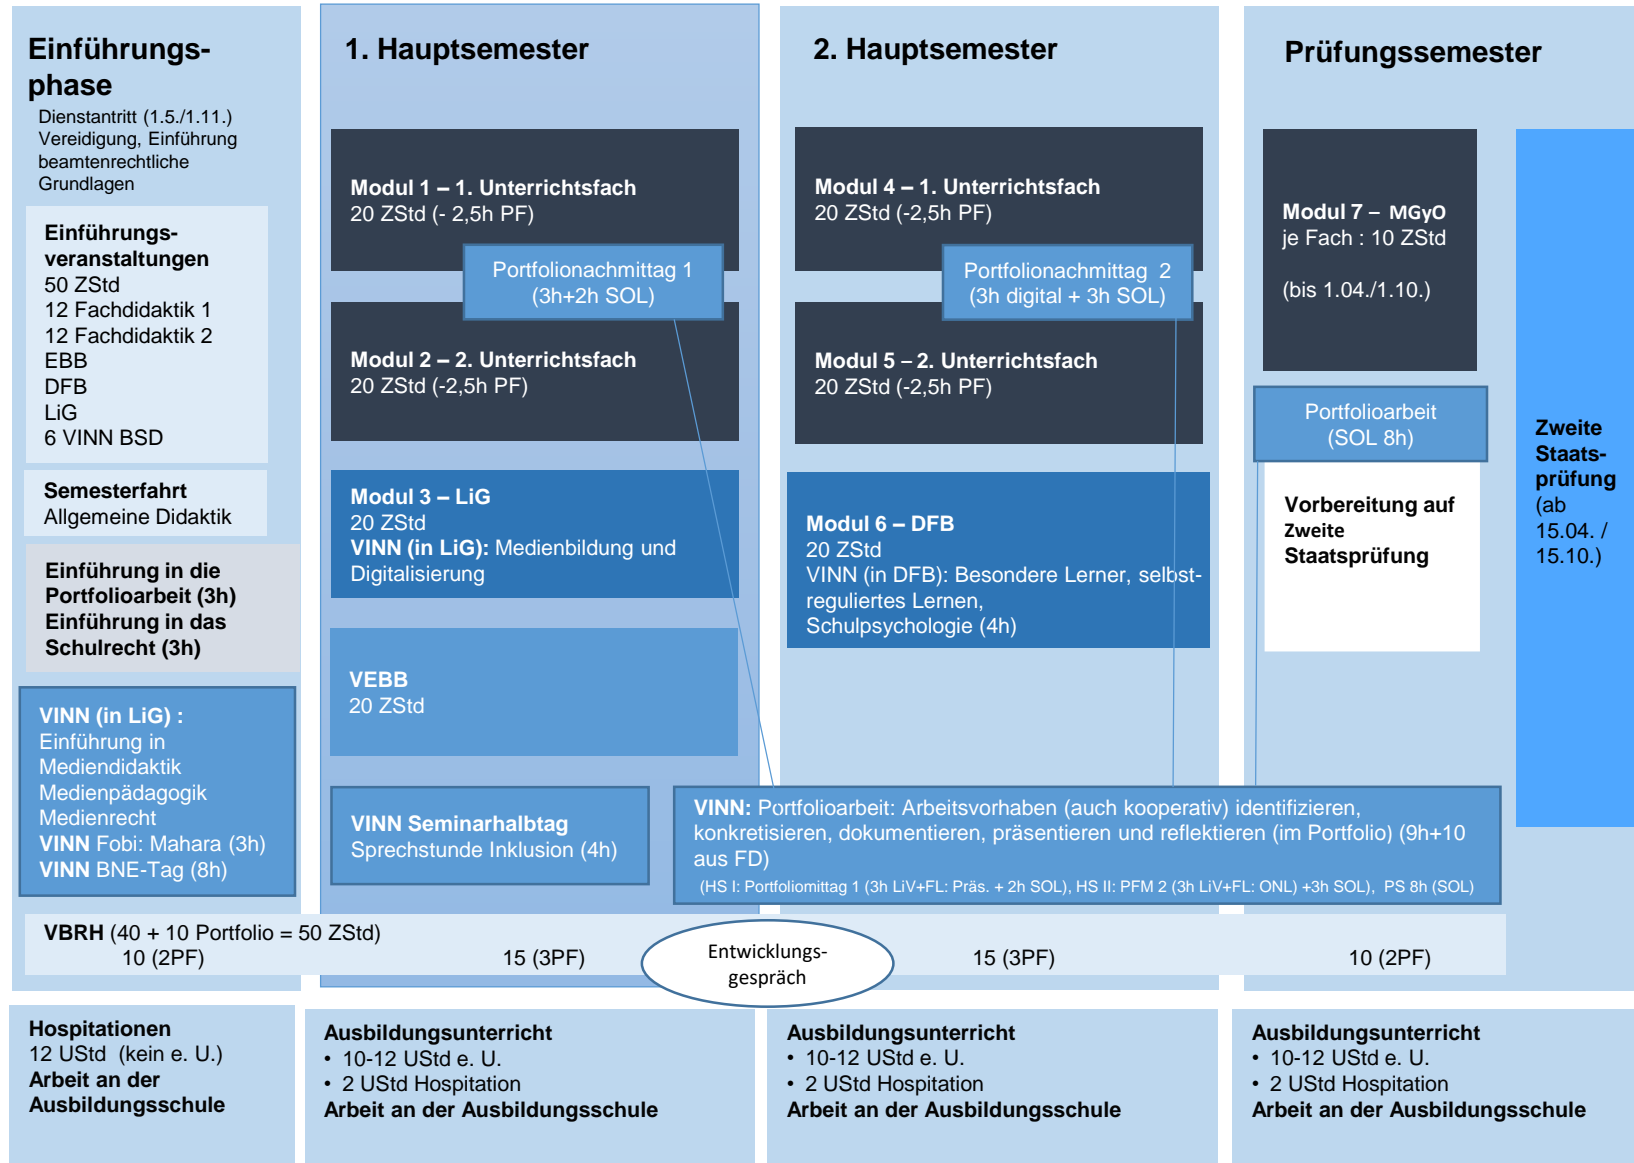 Einführungs-
phase
Dienstantritt (1.5./1.11.)
Vereidigung, Einführung
beamtenrechtliche
Grundlagen
Einführungs-
veranstaltungen
50 ZStd
12 Fachdidaktik 1
12 Fachdidaktik 2
EBB
DFB
LiG
6 VINN BSD
Semesterfahrt
Allgemeine Didaktik
Einführung in die
Portfolioarbeit (3h)
Einführung in das
Schulrecht (3h)
VINN (in LiG) :
Einführung in
Mediendidaktik
Medienpädagogik
Medienrecht
VINN Fobi: Mahara (3h)
VINN BNE-Tag (8h)
1. Hauptsemester
Modul 1 – 1. Unterrichtsfach
20 ZStd (- 2,5h PF)
Portfolionachmittag 1
(3h+2h SOL)
Modul 2 – 2. Unterrichtsfach
20 ZStd (-2,5h PF)
Modul 3 – LiG
20 ZStd
VINN (in LiG): Medienbildung und
Digitalisierung
VEBB
20 ZStd
VINN Seminarhalbtag
Sprechstunde Inklusion (4h)
2. Hauptsemester
Modul 4 – 1. Unterrichtsfach
20 ZStd (-2,5h PF)
Portfolionachmittag 2
(3h digital + 3h SOL)
Modul 5 – 2. Unterrichtsfach
20 ZStd (-2,5h PF)
Modul 6 – DFB
20 ZStd
VINN (in DFB): Besondere Lerner, selbst-
reguliertes Lernen,
Schulpsychologie (4h)
VINN: Portfolioarbeit: Arbeitsvorhaben (auch kooperativ) identifizieren,
konkretisieren, dokumentieren, präsentieren und reflektieren (im Portfolio) (9h+10
aus FD)
(HS I: Portfoliomittag 1 (3h LiV+FL: Präs. + 2h SOL), HS II: PFM 2 (3h LiV+FL: ONL) +3h SOL), PS 8h (SOL)
Prüfungssemester
Modul 7 – MGyO
je Fach : 10 ZStd
(bis 1.04./1.10.)
Portfolioarbeit
(SOL 8h)
Vorbereitung auf
Zweite
Staatsprüfung
Zweite
Staats-
prüfung
(ab
15.04. /
15.10.)
VBRH (40 + 10 Portfolio = 50 ZStd)
10 (2PF)
15 (3PF)
Entwicklungs-
gespräch
15 (3PF)
10 (2PF)
Hospitationen
12 UStd (kein e. U.)
Arbeit an der
Ausbildungsschule
Ausbildungsunterricht
• 10-12 UStd e. U.
• 2 UStd Hospitation
Arbeit an der Ausbildungsschule
Ausbildungsunterricht
• 10-12 UStd e. U.
• 2 UStd Hospitation
Arbeit an der Ausbildungsschule
Ausbildungsunterricht
• 10-12 UStd e. U.
• 2 UStd Hospitation
Arbeit an der Ausbildungsschule